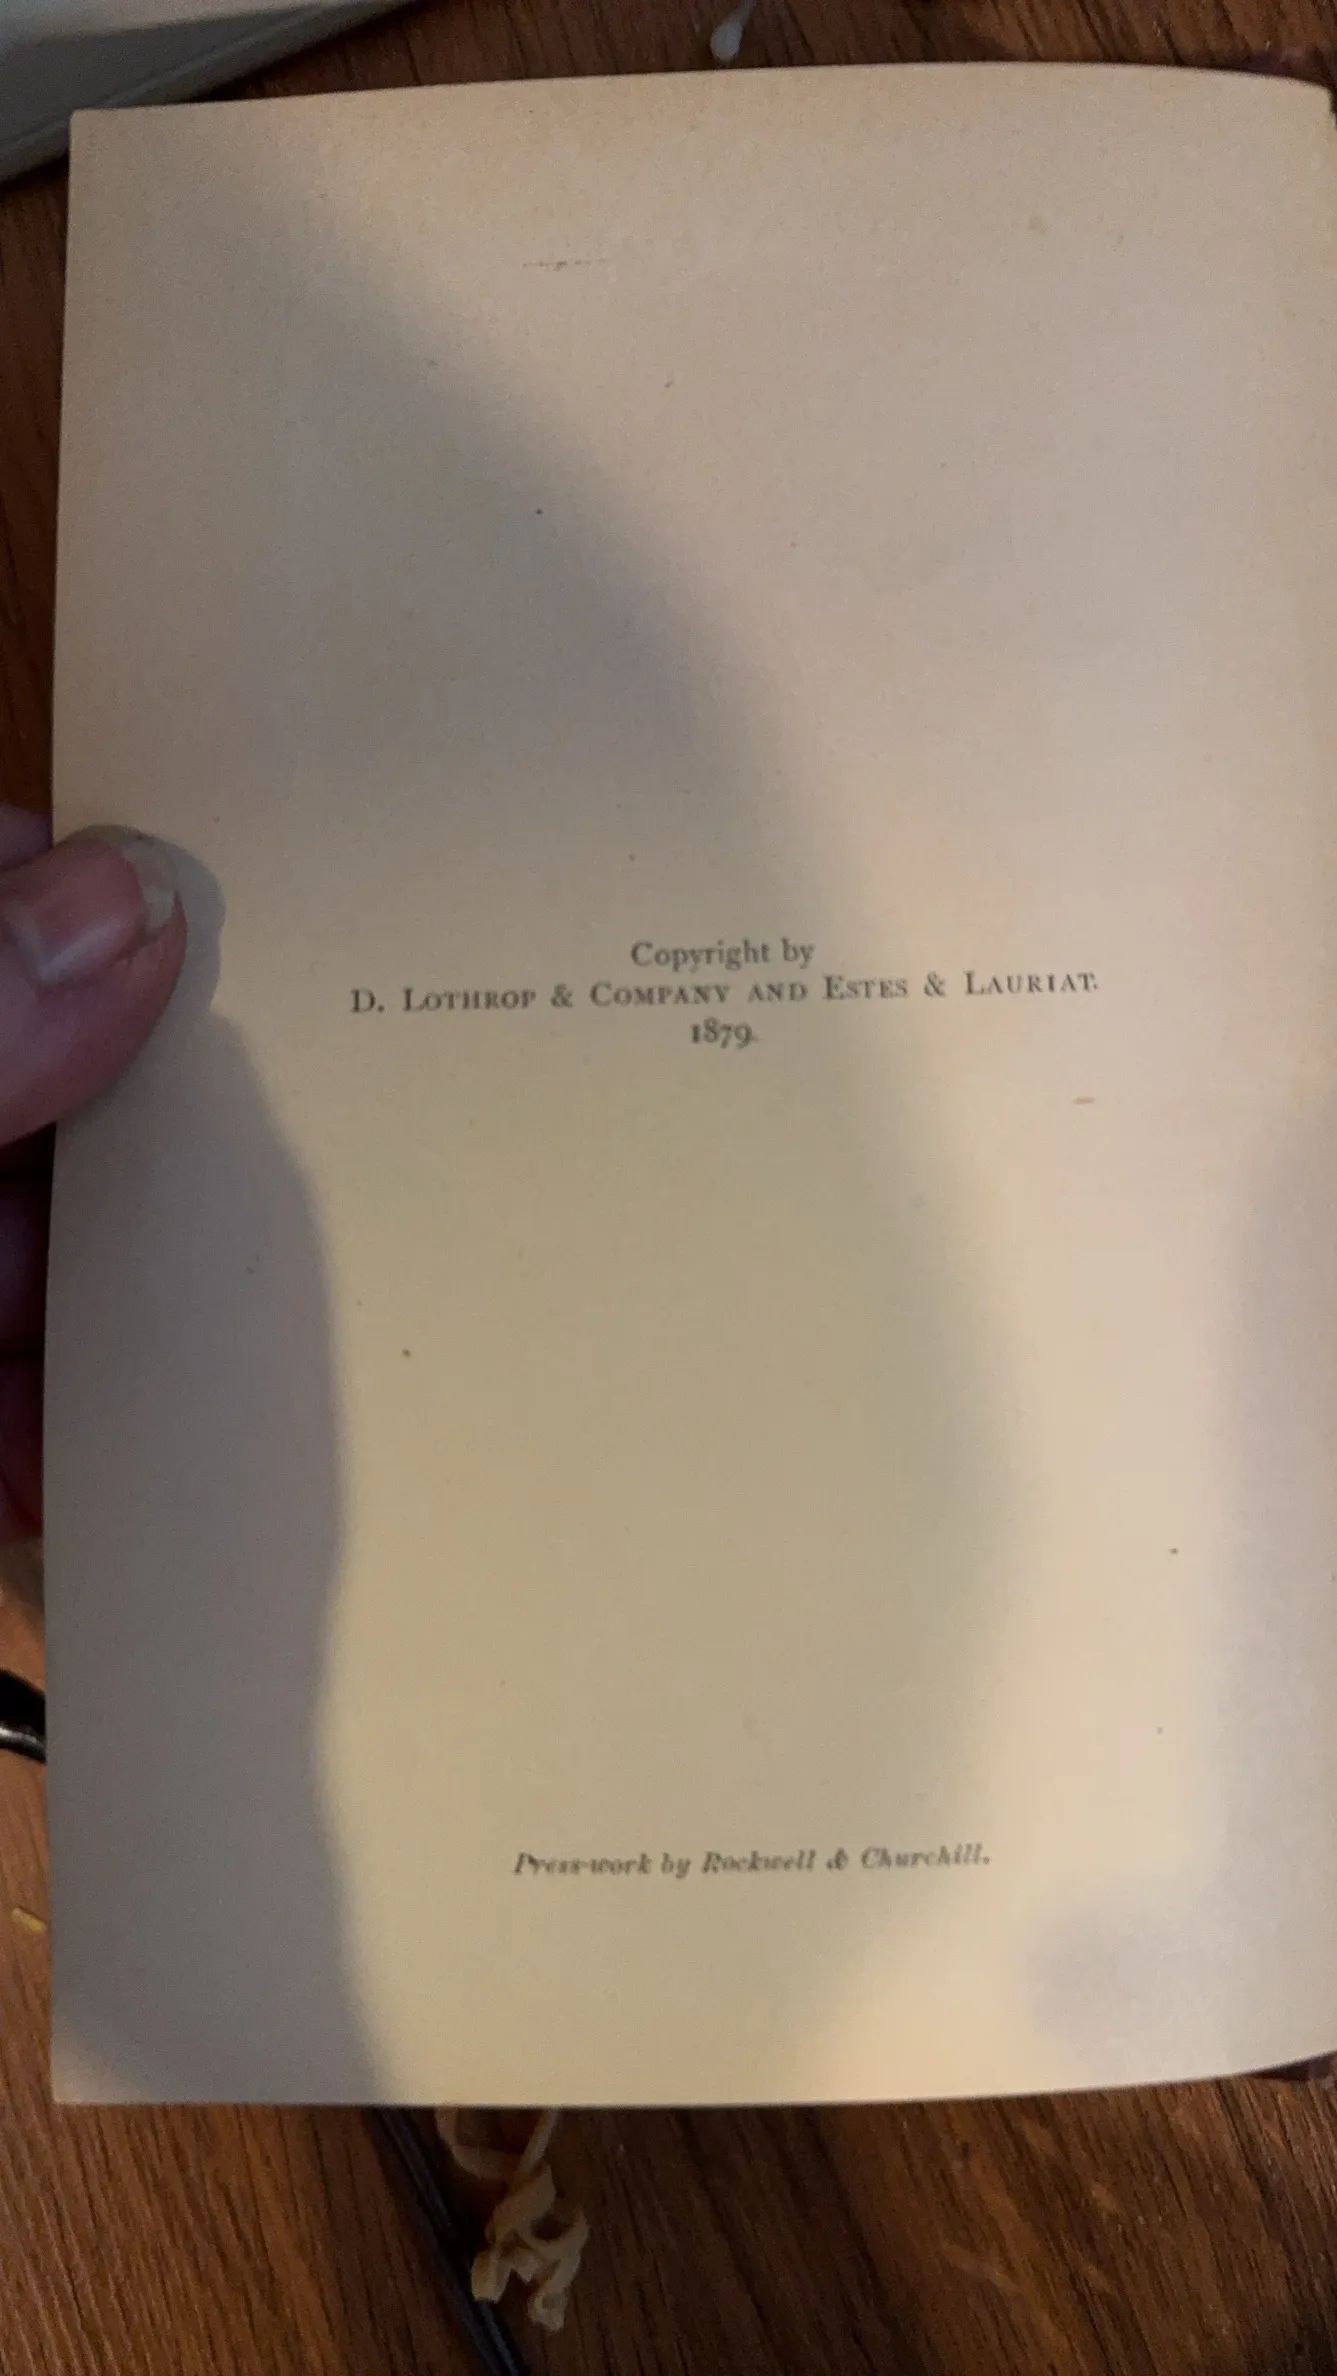 Copyright by
D. LOTHROP & COMPANY AND ESTES & LAURIAT.
1879.
Press-work by Rockwell & Churchill.